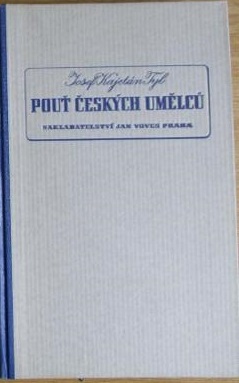 Josef Kajetán Tyl
POUŤ ČESKÝCH UMĚLCŮ
NAKLADATELSTVÍ JAN VOVES PRAHA